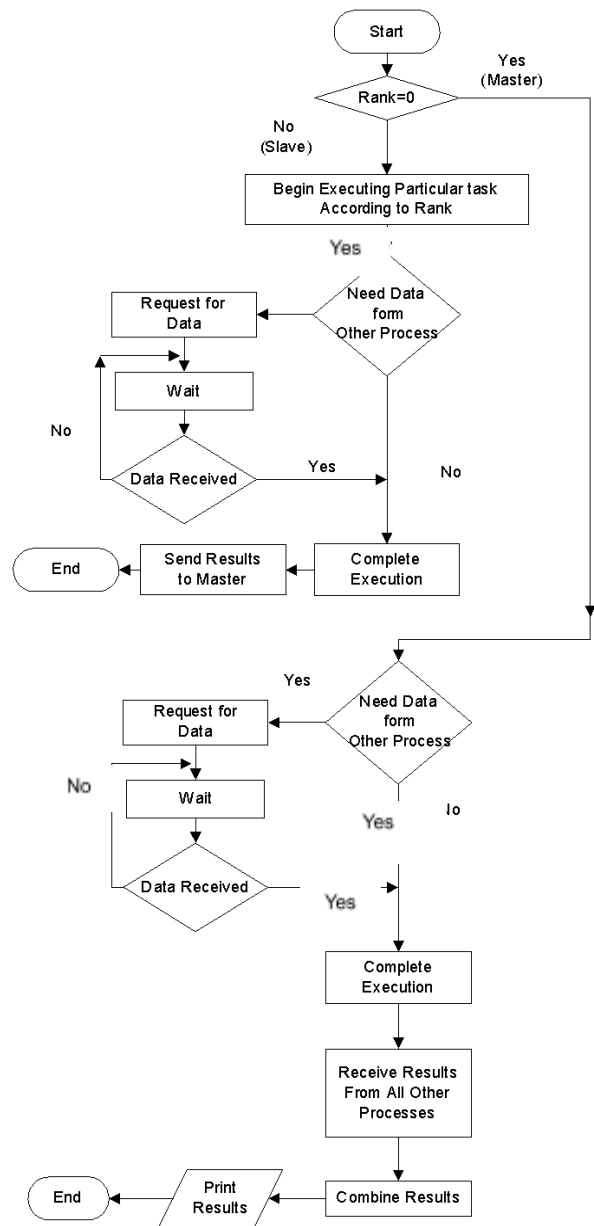 Start
Yes
(Master)
Rank=0
No
(Slave)
Begin Executing Particular task
According to Rank
Yes
Request for
Data
Need Data
form
Other Process
Wait
No
Data Received
Yes
No
End
Send Results
to Master
Complete
Execution
Yes
Need Data
form
Other Process
Request for
Data
No
Wait
Yes
Data Received
Yes
Complete
Execution
Receive Results
From All Other
Processes
End
Print
Results
Combine Results